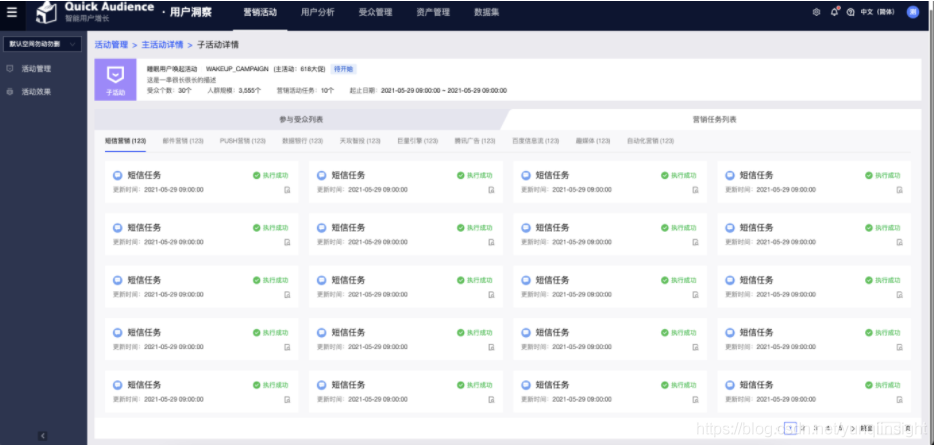 Quick Audience · 用户洞察 营销活动 用户分析 受众管理 资产管理 数据集 中文 (简体)
智能用户增长
默认空间勿动勿删 活动管理 > 主活动详情 > 子活动详情
活动管理
活动效果
睡眠用户唤起活动 WAKEUP_CAMPAIGN (主活动: 618大促) 待开始
这是一串很长很长的描述
子活动 受众个数: 30个 人群规模: 3,555个 营销活动任务: 10个 起止日期: 2021-05-29 09:00:00 ~ 2021-05-29 09:00:00
参与受众列表 营销任务列表
短信营销 (123) 邮件营销 (123) PUSH营销 (123) 数据银行 (123) 天攻智投 (123) 巨量引擎 (123) 腾讯广告 (123) 百度信息流 (123) 融媒体 (123) 自动化营销 (123)
短信任务 执行成功 短信任务 执行成功 短信任务 执行成功 短信任务 执行成功
更新时间: 2021-05-29 09:00:00 更新时间: 2021-05-29 09:00:00 更新时间: 2021-05-29 09:00:00 更新时间: 2021-05-29 09:00:00
短信任务 执行成功 短信任务 执行成功 短信任务 执行成功 短信任务 执行成功
更新时间: 2021-05-29 09:00:00 更新时间: 2021-05-29 09:00:00 更新时间: 2021-05-29 09:00:00 更新时间: 2021-05-29 09:00:00
短信任务 执行成功 短信任务 执行成功 短信任务 执行成功 短信任务 执行成功
更新时间: 2021-05-29 09:00:00 更新时间: 2021-05-29 09:00:00 更新时间: 2021-05-29 09:00:00 更新时间: 2021-05-29 09:00:00
短信任务 执行成功 短信任务 执行成功 短信任务 执行成功 短信任务 执行成功
更新时间: 2021-05-29 09:00:00 更新时间: 2021-05-29 09:00:00 更新时间: 2021-05-29 09:00:00 更新时间: 2021-05-29 09:00:00
短信任务 执行成功 短信任务 执行成功 短信任务 执行成功 短信任务 执行成功
更新时间: 2021-05-29 09:00:00 更新时间: 2021-05-29 09:00:00 更新时间: 2021-05-29 09:00:00 更新时间: 2021-05-29 09:00:00